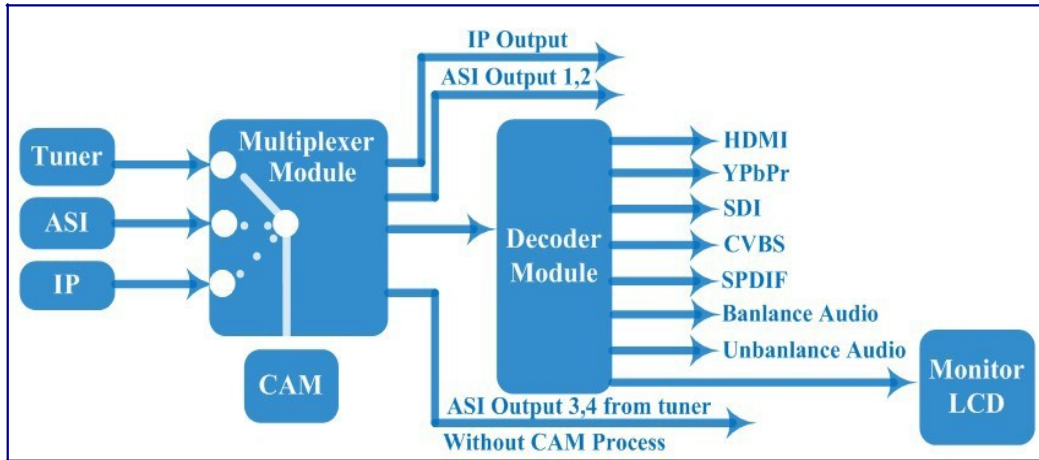 IP Output
ASI Output 1,2
Tuner
ASI
IP
Multiplexer
Module
CAM
Decoder
Module
HDMI
YPbPr
SDI
CVBS
SPDIF
Banlance Audio
Unbanlance Audio
Monitor
LCD
ASI Output 3,4 from tuner
Without CAM Process